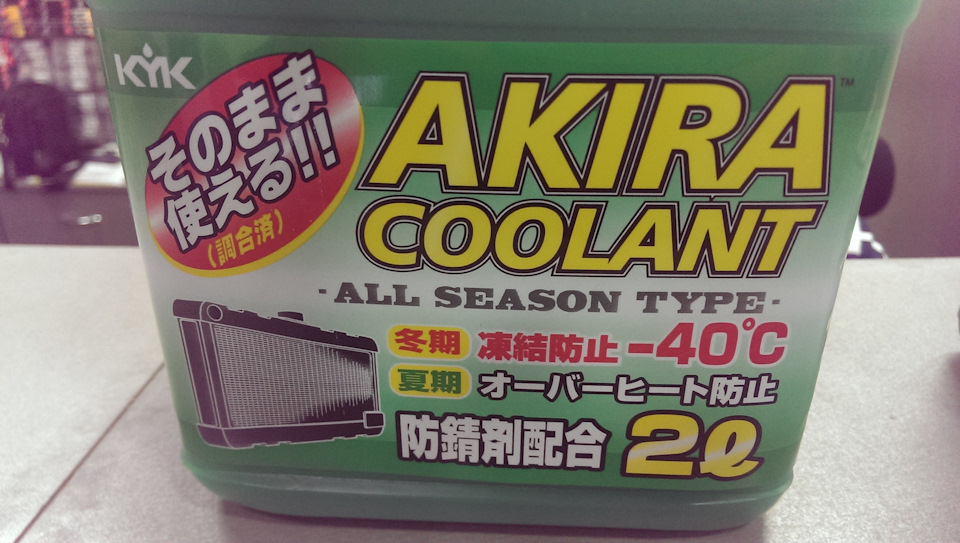 KYK
そのまま
使える!!
(調合済)
AKIRA™
COOLANT
-ALL SEASON TYPE-
冬期 凍結防止 -40℃
夏期 オーバーヒート防止
防錆剤配合 2ℓ